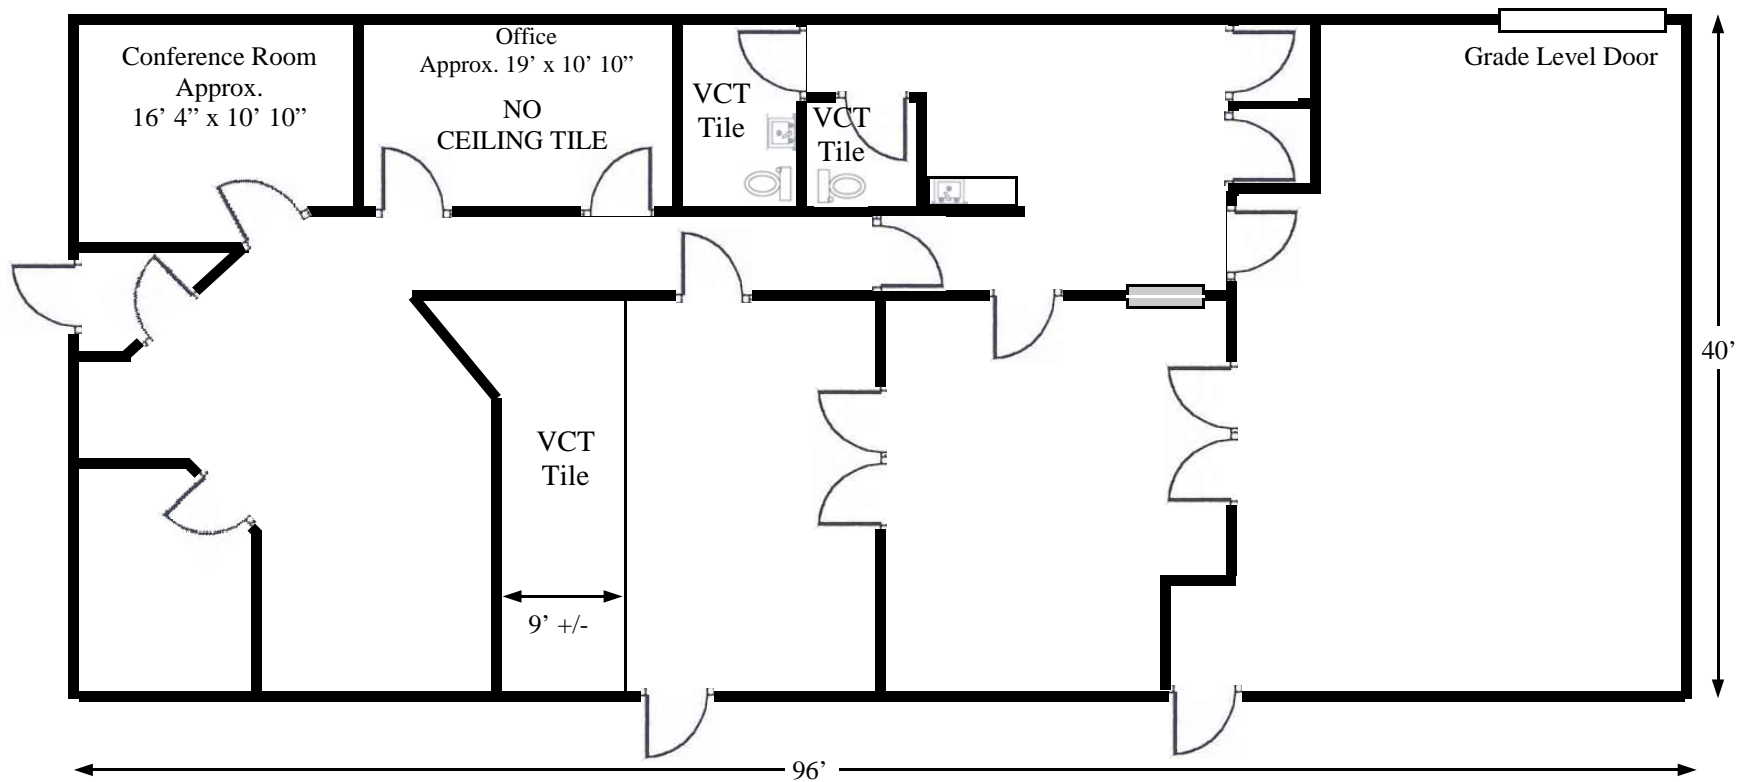 Conference Room
Approx.
16’ 4” x 10’ 10”
Office
Approx. 19’ x 10’ 10”
NO
CEILING TILE
VCT
Tile
VCT
Tile
Grade Level Door
40’
VCT
Tile
9’ +/-
96’